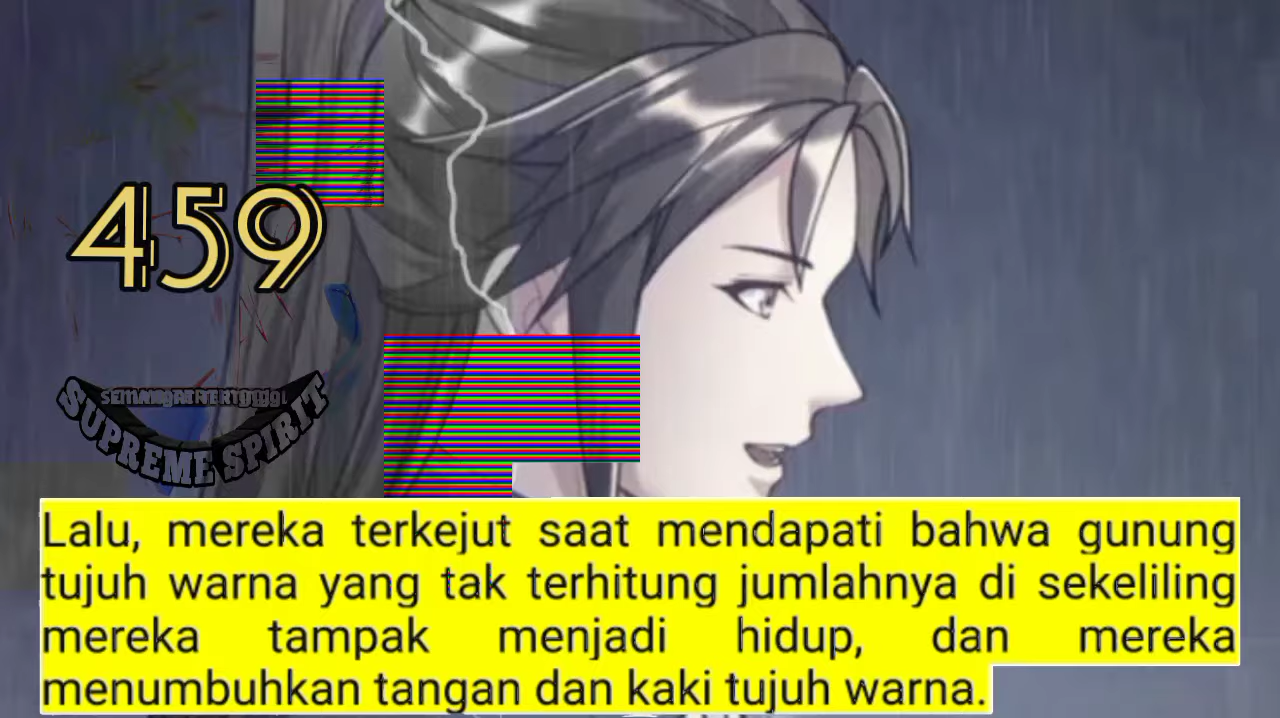 459
SUPREME SPIRIT
Lalu, mereka terkejut saat mendapati bahwa gunung
tujuh warna yang tak terhitung jumlahnya di sekeliling
mereka tampak menjadi hidup, dan mereka
menumbuhkan tangan dan kaki tujuh warna.